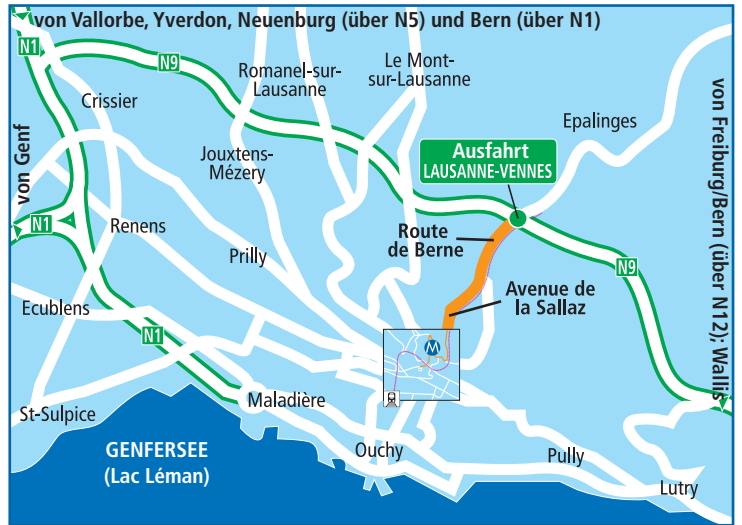 von Vallorbe, Yverdon, Neuenburg (über N5) und Bern (über N1)
N1
N9
Romanel-sur-
Lausanne
Le Mont-
sur-Lausanne
Crissier
Epalinges
von Genf
Jouxtens-
Mézery
Ausfahrt
LAUSANNE-VENNES
von Freiburg/Bern (über N12); Wallis
N1
Renens
Prilly
Route
de Berne
N9
Avenue de
la Sallaz
Ecublens
N1
M
St-Sulpice
Maladière
GENFERSEE
(Lac Léman)
Ouchy
Pully
Lutry